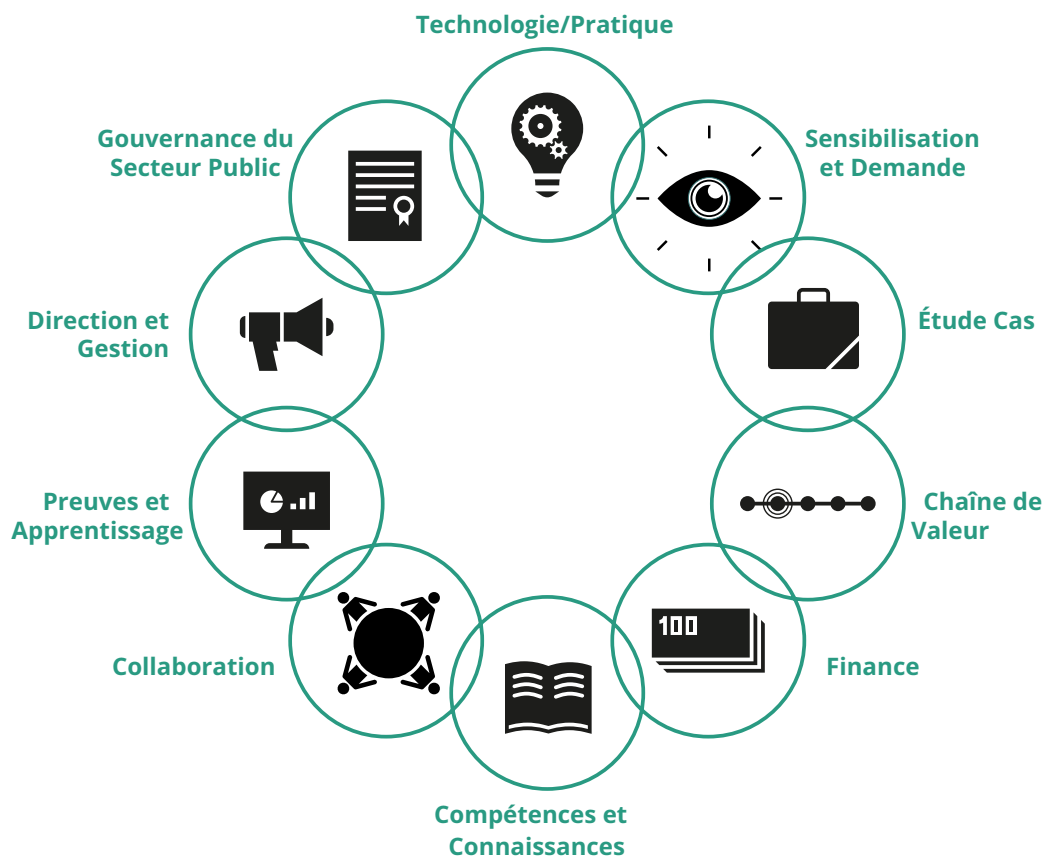 Technologie/Pratique
Sensibilisation
et Demande
Étude Cas
Chaîne de
Valeur
100
Finance
Compétences et
Connaissances
Collaboration
Preuves et
Apprentissage
Direction et
Gestion
Gouvernance du
Secteur Public